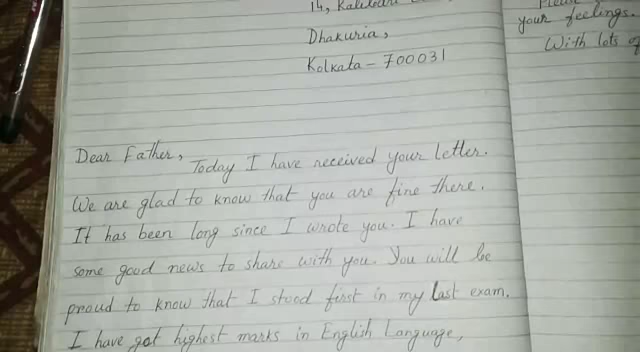 14,
Dhakuria,
Kolkata - 700031
Dear Father,
Today I have received your letter.
We are glad to know that you are fine there.
It has been long since I wrote you. I have
some good news to share with you. You will be
proud to know that I stood first in my last exam.
I have got highest marks in English Language,
your feelings.
With lots of